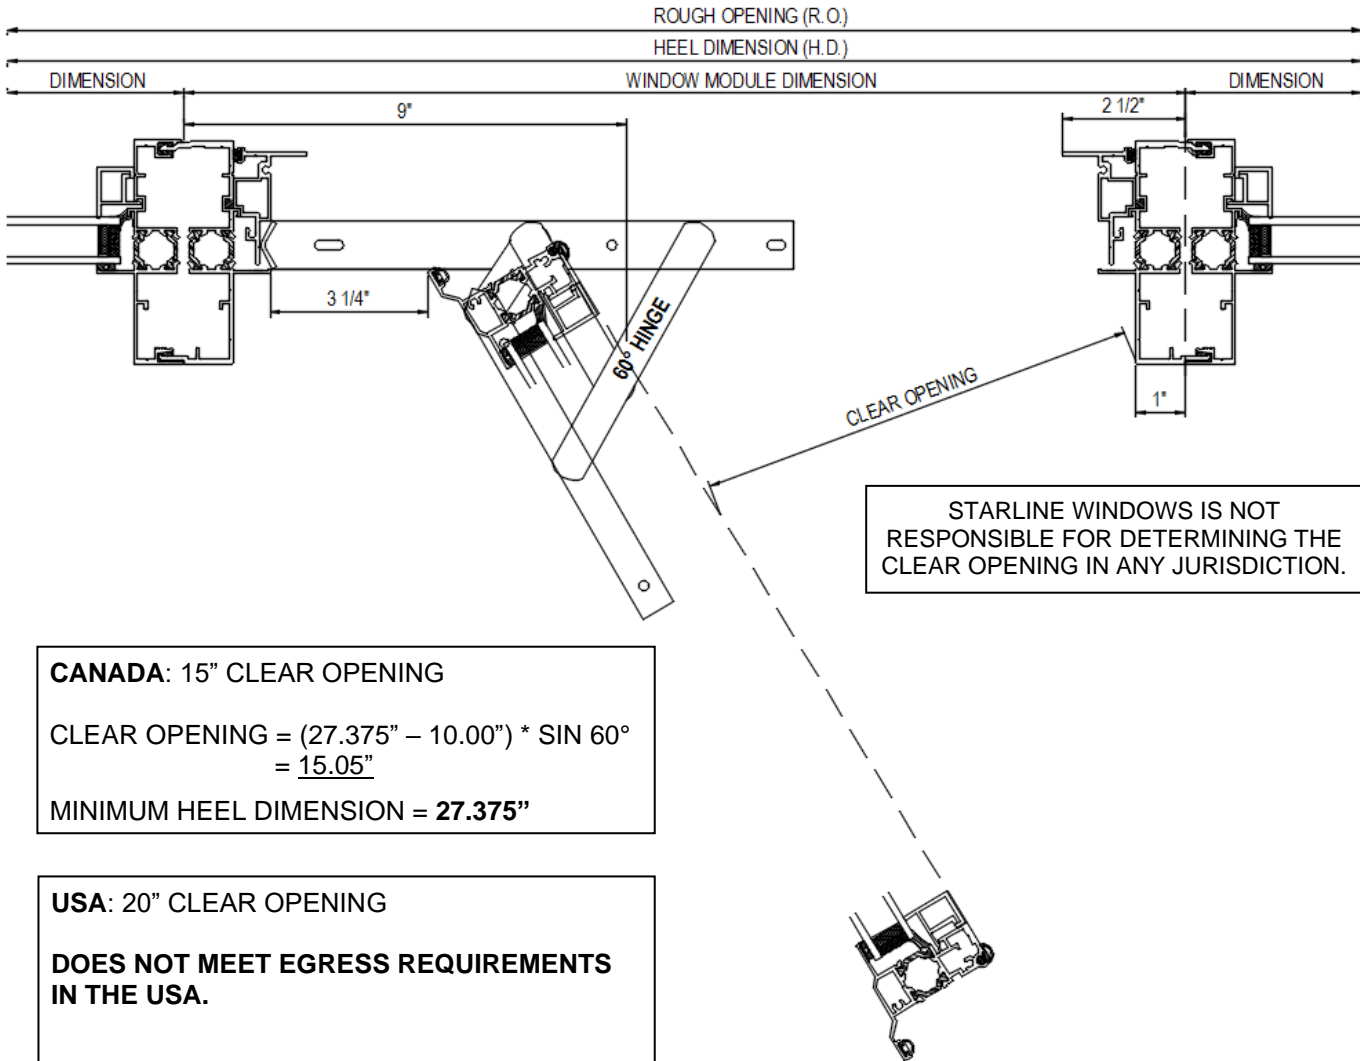 ROUGH OPENING (R.O.)
HEEL DIMENSION (H.D.)
DIMENSION
WINDOW MODULE DIMENSION
DIMENSION
9"
2 1/2"
3 1/4"
60° HINGE
CLEAR OPENING
1"
STARLINE WINDOWS IS NOT
RESPONSIBLE FOR DETERMINING THE
CLEAR OPENING IN ANY JURISDICTION.
CANADA: 15” CLEAR OPENING
CLEAR OPENING = (27.375” – 10.00”) * SIN 60°
= 15.05”
MINIMUM HEEL DIMENSION = 27.375”
USA: 20” CLEAR OPENING
DOES NOT MEET EGRESS REQUIREMENTS
IN THE USA.